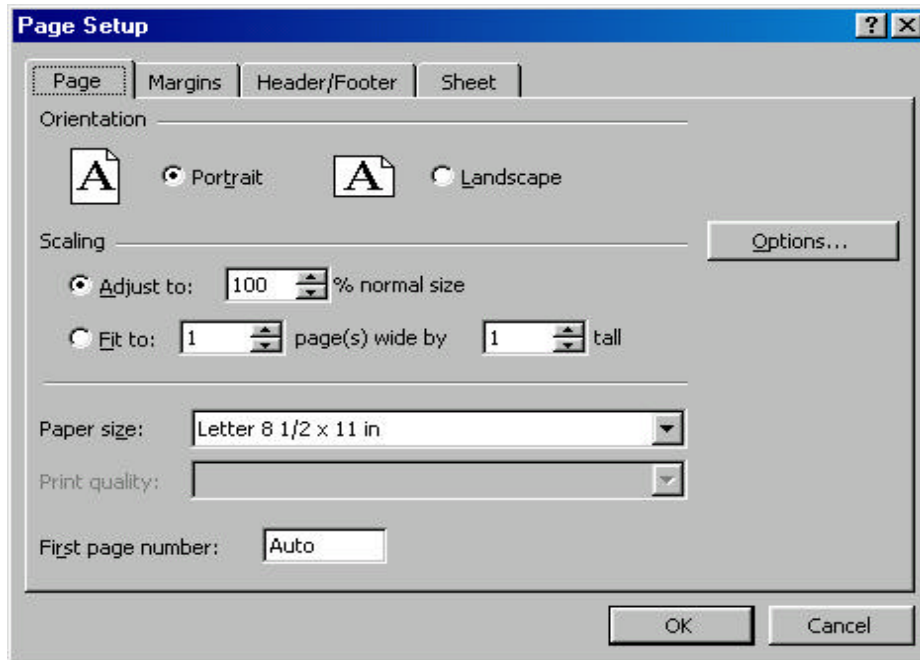 Page Setup
Page Margins Header/Footer Sheet
Orientation
A Portrait A Landscape
Scaling
Options...
Adjust to: 100 % normal size
Fit to: 1 page(s) wide by 1 tall
Paper size: Letter 8 1/2 x 11 in
Print quality:
First page number: Auto
OK Cancel